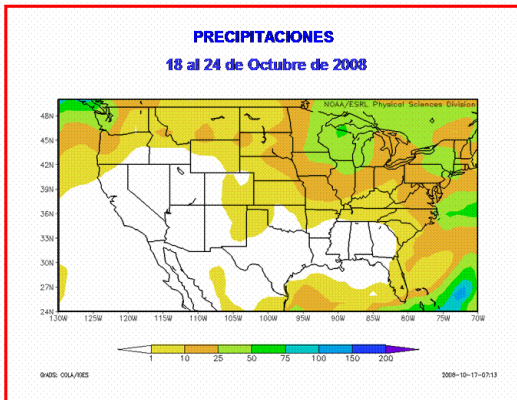 PRECIPITACIONES
18 al 24 de Octubre de 2008
NOAA/ESRL Physical Sciences Division
48N
45N
42N
39N
36N
33N
30N
27N
24N
130W 125W 120W 115W 110W 105W 100W 95W 90W 85W 80W 75W 70W
1 10 25 50 75 100 150 200
GrADS: COLA/IGES 2008-10-17-07:13